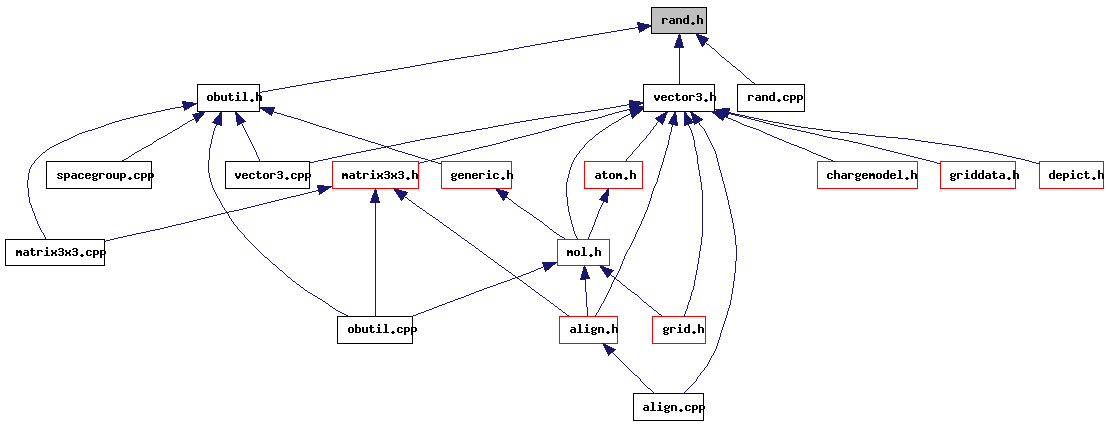 rand.h
obutil.h
vector3.h
rand.cpp
spacegroup.cpp
vector3.cpp
matrix3x3.h
generic.h
atom.h
chargemodel.h
griddata.h
depict.h
matrix3x3.cpp
mol.h
obutil.cpp
align.h
grid.h
align.cpp